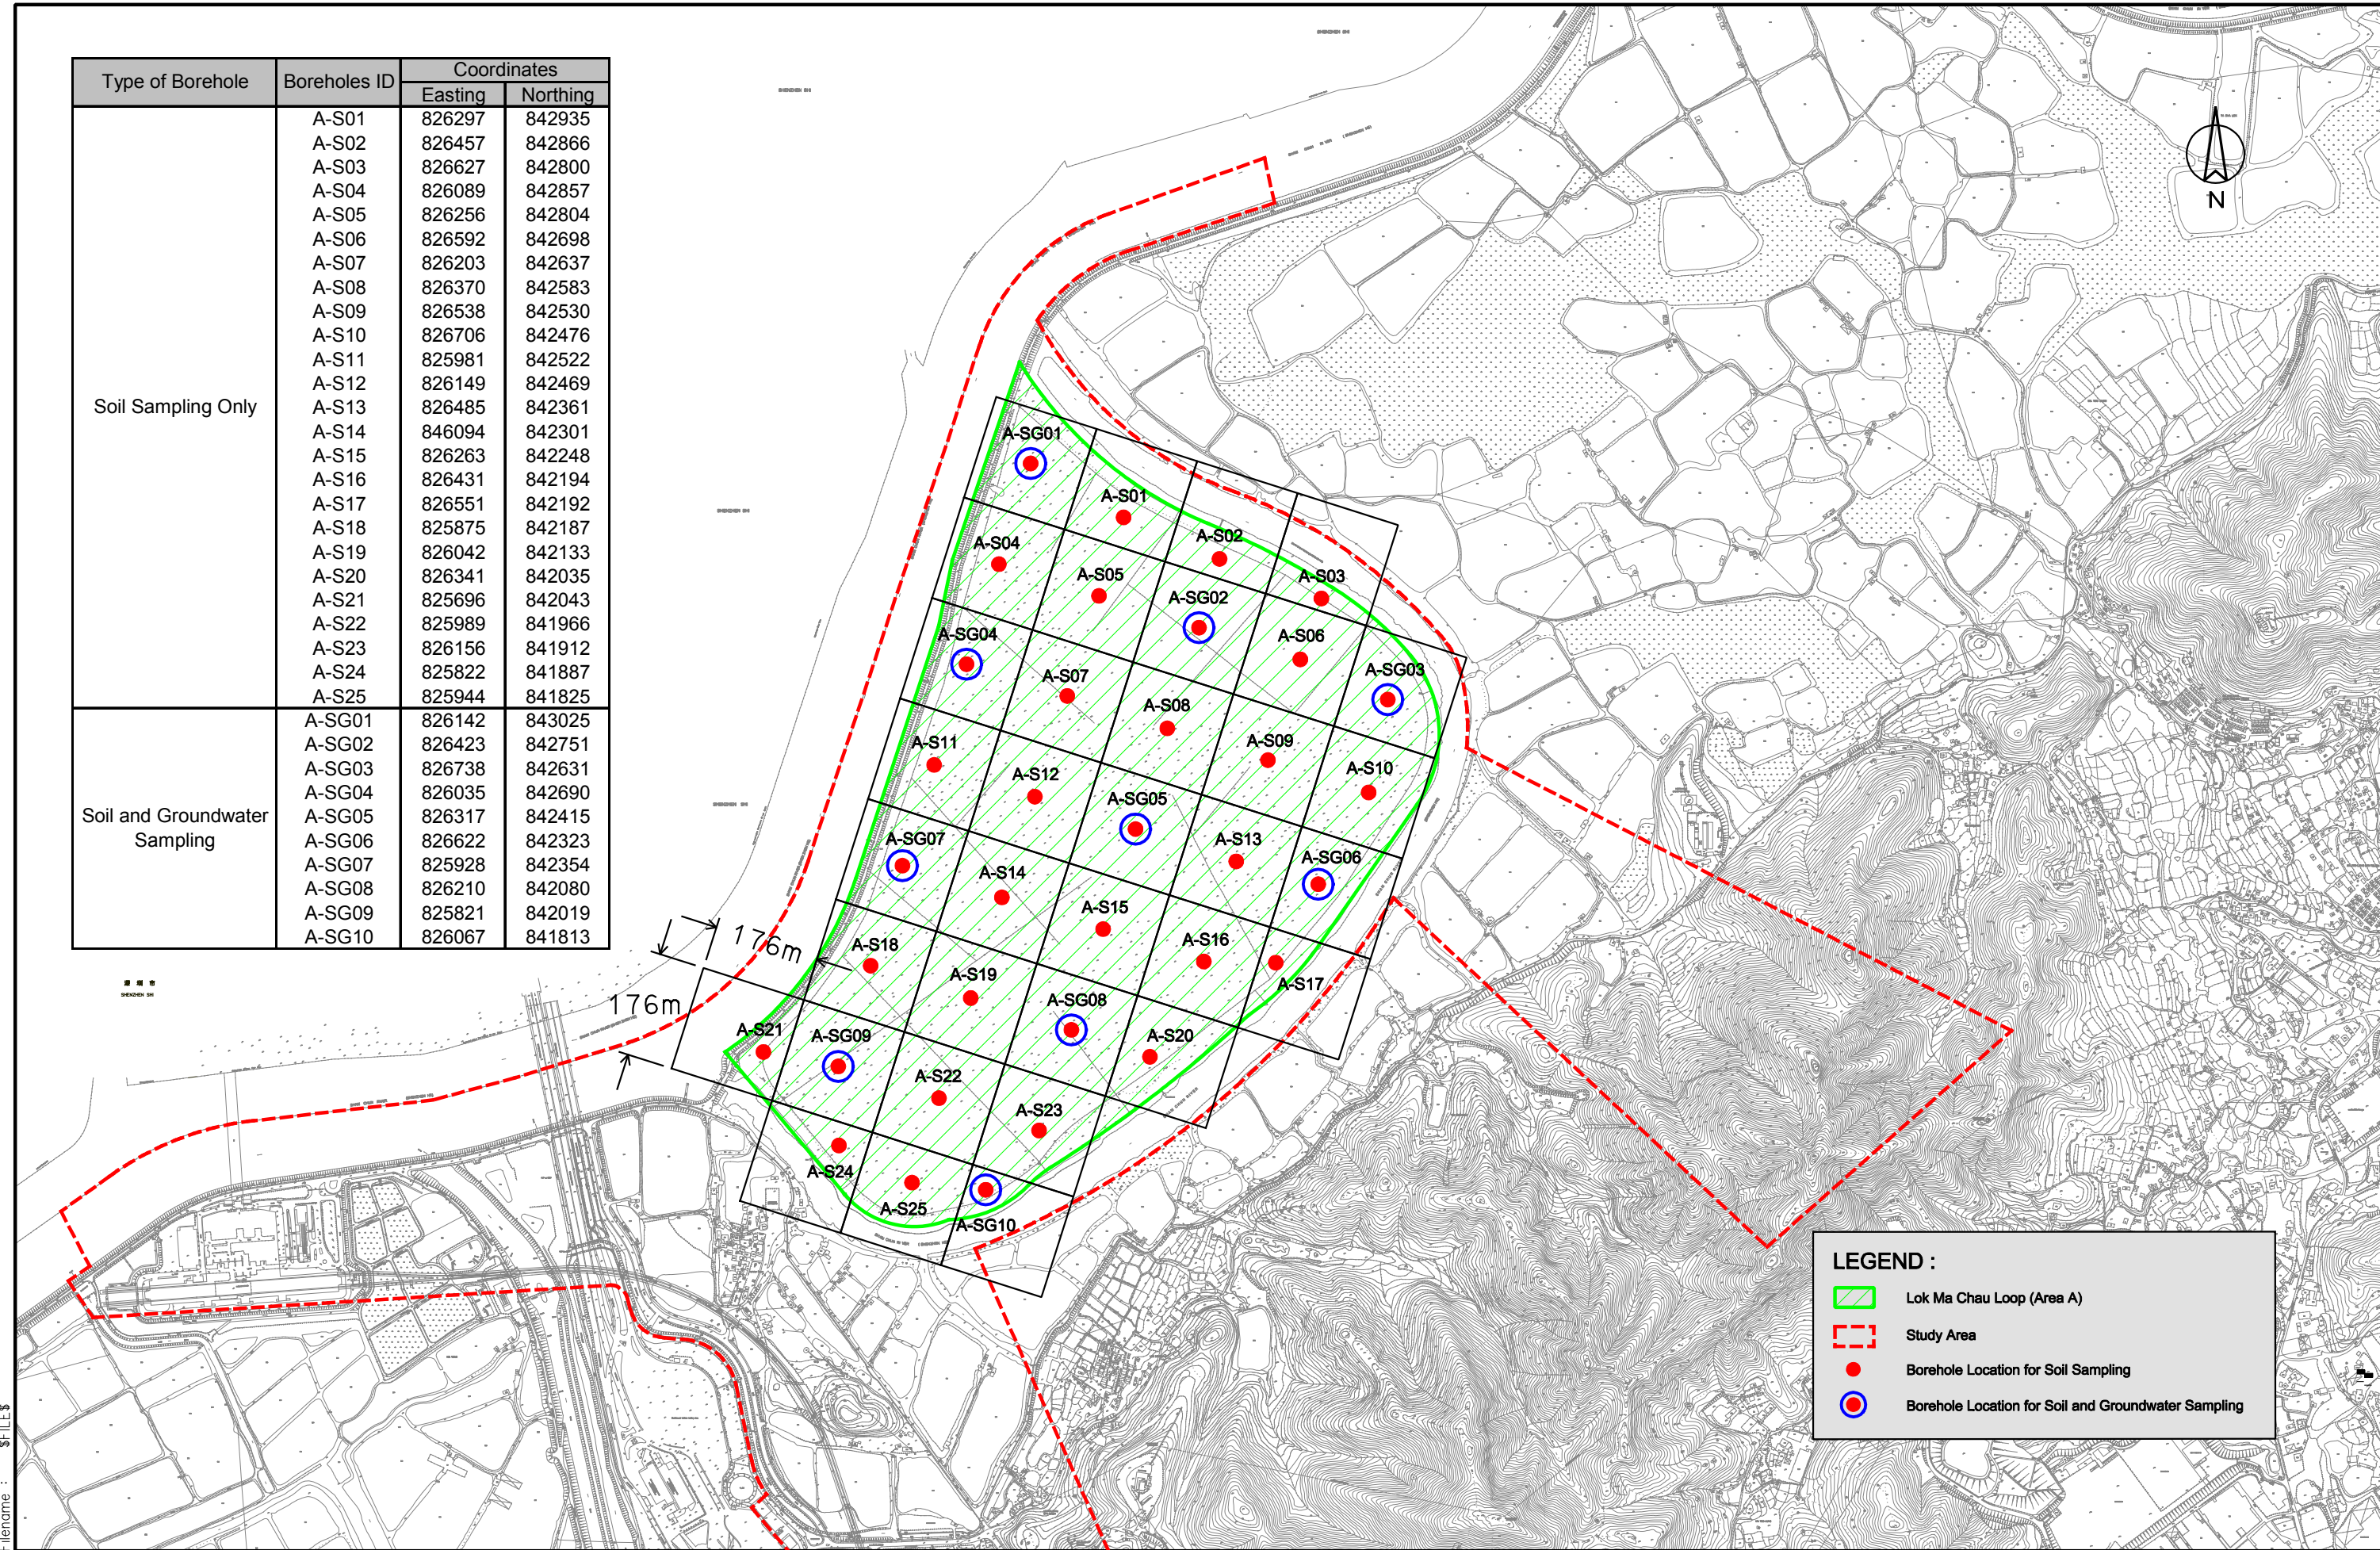 Type of Borehole Boreholes ID Coordinates
Easting Northing
Soil Sampling Only
A-S01 826297 842935
A-S02 826457 842866
A-S03 826627 842800
A-S04 826089 842857
A-S05 826256 842804
A-S06 826592 842698
A-S07 826203 842637
A-S08 826370 842583
A-S09 826538 842530
A-S10 826706 842476
A-S11 825981 842522
A-S12 826149 842469
A-S13 826485 842361
A-S14 846094 842301
A-S15 826263 842248
A-S16 826431 842194
A-S17 826551 842192
A-S18 825875 842187
A-S19 826042 842133
A-S20 826341 842035
A-S21 825696 842043
A-S22 825989 841966
A-S23 826156 841912
A-S24 825822 841887
A-S25 825944 841825
Soil and Groundwater
Sampling
A-SG01 826142 843025
A-SG02 826423 842751
A-SG03 826738 842631
A-SG04 826035 842690
A-SG05 826317 842415
A-SG06 826622 842323
A-SG07 825928 842354
A-SG08 826210 842080
A-SG09 825821 842019
A-SG10 826067 841813
N
A-SG01
A-S01
A-S02
A-S03
A-S04
A-S05
A-SG02
A-S06
A-SG03
A-SG04
A-S07
A-S08
A-S09
A-S10
A-S11
A-S12
A-SG05
A-S13
A-SG06
A-SG07
A-S14
A-S15
A-S16
A-S17
A-S18
A-S19
A-SG08
A-S20
A-S21
A-SG09
A-S22
A-S23
A-S24
A-S25
A-SG10
176m
176m
SHENZHEN SHI
LEGEND :
Lok Ma Chau Loop (Area A)
Study Area
Borehole Location for Soil Sampling
Borehole Location for Soil and Groundwater Sampling
Filename : $FILE$